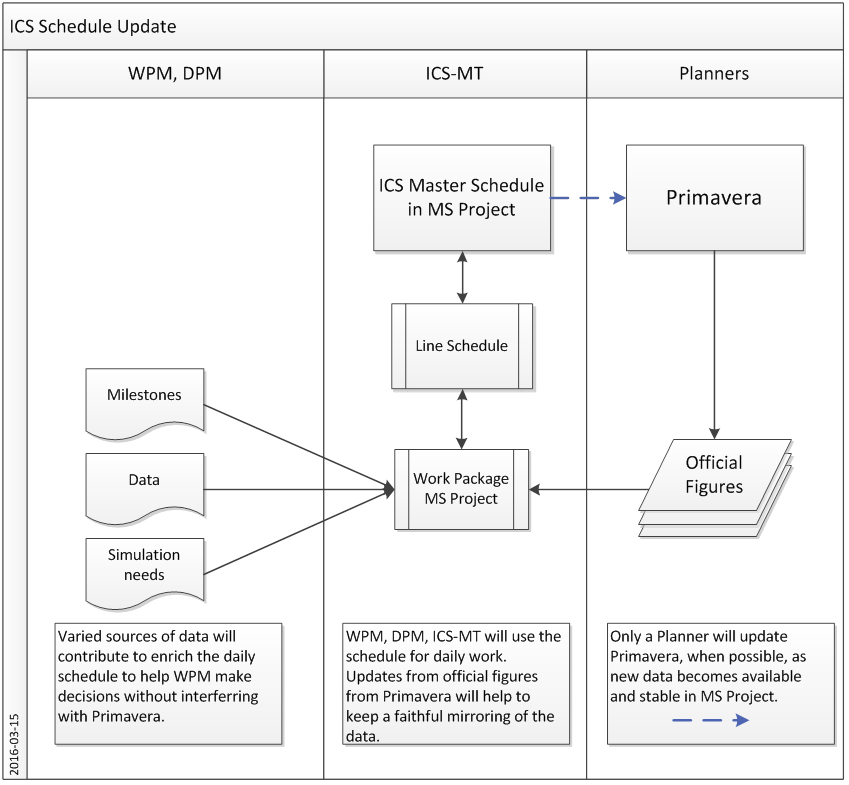 ICS Schedule Update
WPM, DPM
ICS-MT
Planners
ICS Master Schedule
in MS Project
Primavera
Line Schedule
Milestones
Data
Simulation
needs
Work Package
MS Project
Official
Figures
Varied sources of data will
contribute to enrich the daily
schedule to help WPM make
decisions without interferring
with Primavera.
WPM, DPM, ICS-MT will use the
schedule for daily work.
Updates from official figures
from Primavera will help to
keep a faithful mirroring of the
data.
Only a Planner will update
Primavera, when possible, as
new data becomes available
and stable in MS Project.
2016-03-15